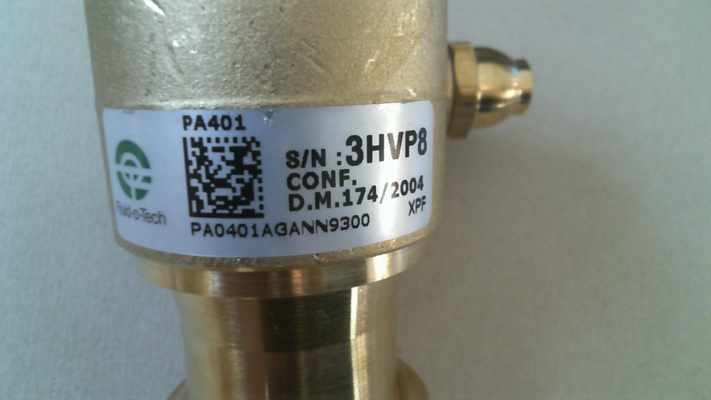 PA401
S/N : 3HVP8
CONF.
D.M.174/2004
XPF
Fluid-o-Tech
PA0401AGANN9300